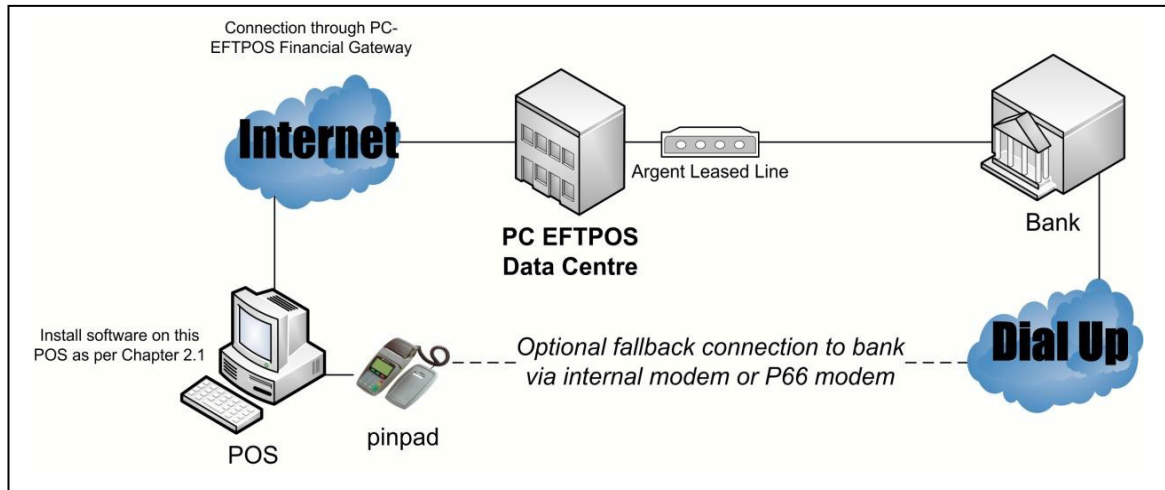 Connection through PC-
EFTPOS Financial Gateway
Internet
Argent Leased Line
Bank
PC EFTPOS
Data Centre
Install software on this
POS as per Chapter 2.1
Optional fallback connection to bank
via internal modem or P66 modem
Dial Up
pinpad
POS